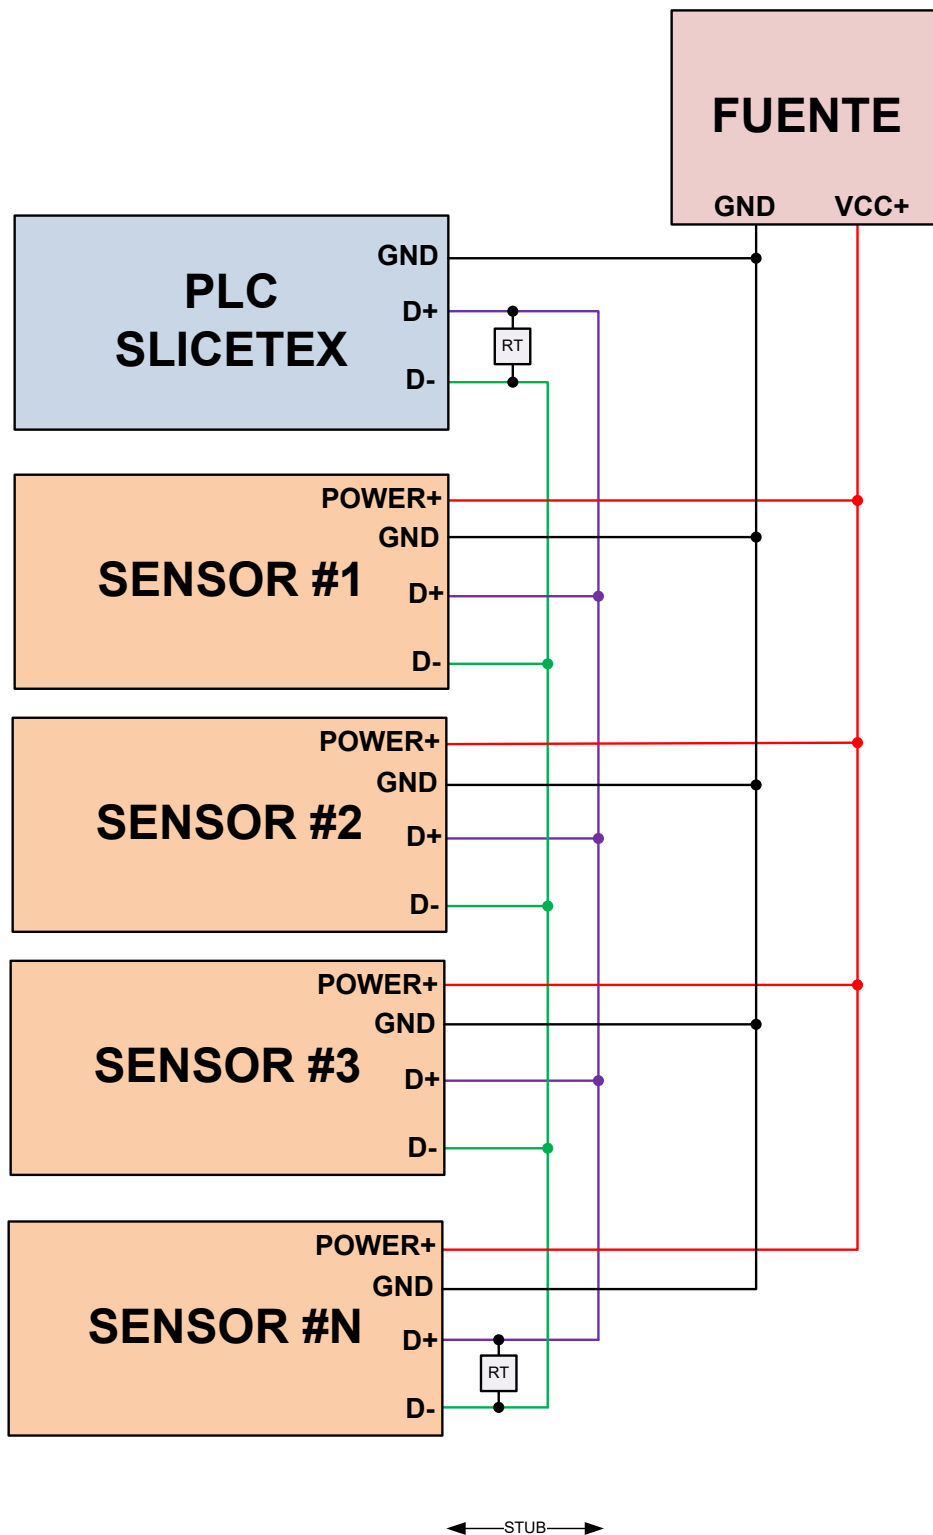 FUENTE
GND VCC+
PLC
SLICETEX
GND
D+
RT
D-
SENSOR #1
POWER+
GND
D+
D-
SENSOR #2
POWER+
GND
D+
D-
SENSOR #3
POWER+
GND
D+
D-
SENSOR #N
POWER+
GND
D+
RT
D-
STUB